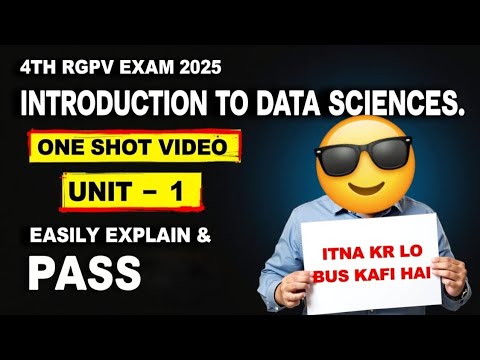 4TH RGPV EXAM 2025
INTRODUCTION TO DATA SCIENCES.
ONE SHOT VIDEO
UNIT - 1
EASILY EXPLAIN &
PASS
ITNA KR LO
BUS KAFI HAI